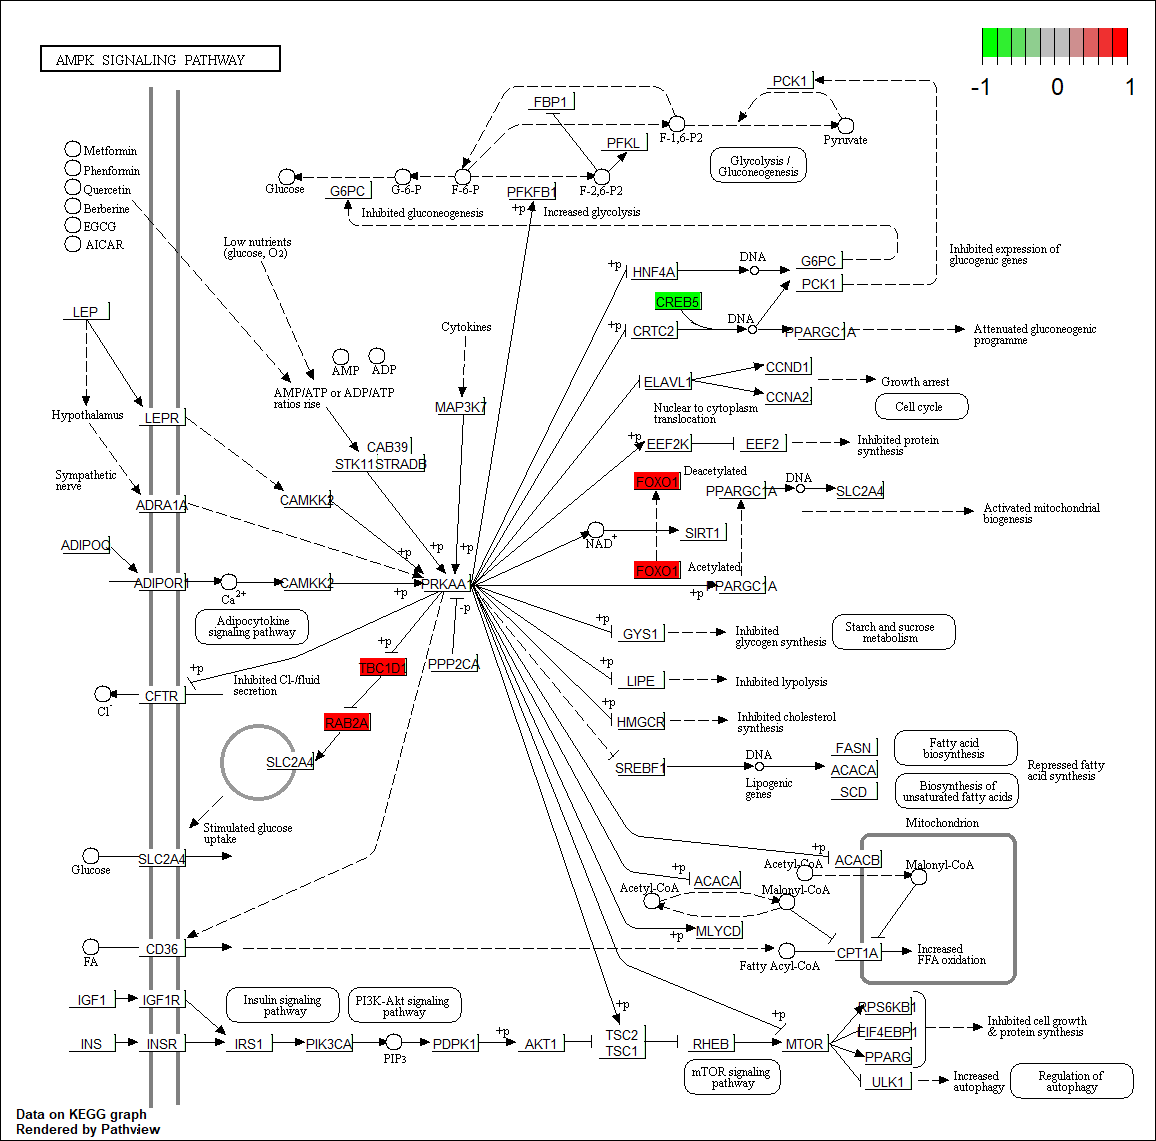 AMPK SIGNALING PATHWAY
-1
0
1
PCK1
FBP1
PFKL
F-1,6-P2
Pyruvate
Glycolysis /
Gluconeogenesis
Metformin
Phenformin
Quercetin
Berberine
EGCG
AICAR
Glucose
G6PC
G-6-P
F-6-P
PFKFB1
F-2,6-P2
+p
Inhibited gluconeogenesis
Increased glycolysis
Low nutrients
(glucose, O2)
Inhibited expression of
glucogenic genes
+p
HNF4A
DNA
G6PC
PCK1
CREB5
LEP
Cytokines
+p
CRTC2
DNA
PPARGC1A
Attenuated gluconeogenic
programme
AMP
ADP
AMP/ATP or ADP/ATP
ratios rise
ELAVL1
CCND1
CCNA2
Growth arrest
Cell cycle
Nuclear to cytoplasm
translocation
MAP3K7
Hypothalamus
LEPR
+p
EEF2K
EEF2
Inhibited protein
synthesis
CAB39
STK11STRADB
Sympathetic
nerve
FOXO1
Deacetylated
PPARGC1A
DNA
SLC2A4
ADRA1A
CAMKK2
Activated mitochondrial
biogenesis
NAD+
SIRT1
ADIPOQ
+p
+p
+p
FOXO1
Acetylated
ADIPOR1
Ca2+
CAMKK2
+p
PRKAA1
+p
PPARGC1A
-p
Adipocytokine
signaling pathway
+p
GYS1
Inhibited
glycogen synthesis
Starch and sucrose
metabolism
+p
TBC1D1
PPP2CA
+p
Inhibited Cl-/fluid
secretion
CFTR
Cl-
+p
LIPE
Inhibited lypolysis
+p
HMGCR
Inhibited cholesterol
synthesis
RAB2A
SLC2A4
SREBF1
DNA
Lipogenic
genes
FASN
ACACA
SCD
Fatty acid
biosynthesis
Biosynthesis of
unsaturated fatty acids
Repressed fatty
acid synthesis
Stimulated glucose
uptake
Mitochondrion
Glucose
SLC2A4
+p
ACACB
Acetyl-CoA
Malonyl-CoA
+p
ACACA
Acetyl-CoA
Malonyl-CoA
+p
MLYCD
FA
CD36
Fatty Acyl-CoA
CPT1A
Increased
FFA oxidation
IGF1
IGF1R
Insulin signaling
pathway
PI3K-Akt signaling
pathway
+p
+p
RPS6KB1
EIF4EBP1
PPARG
ULK1
Inhibited cell growth
& protein synthesis
INS
INSR
IRS1
PIK3CA
PIP3
PDPK1
+p
AKT1
TSC2
TSC1
RHEB
MTOR
mTOR signaling
pathway
Increased
autophagy
Regulation of
autophagy
Data on KEGG graph
Rendered by Pathview